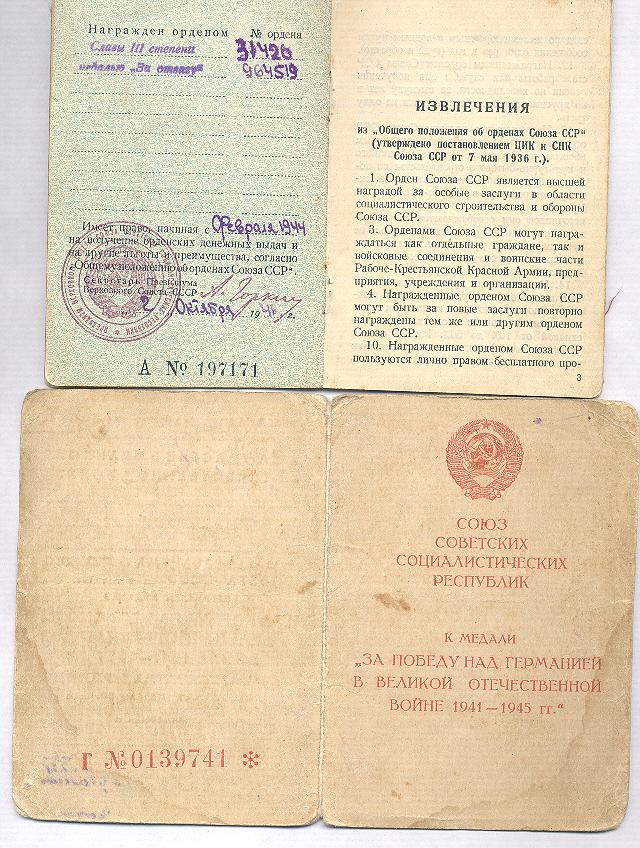 Награжден орденом № ордена
Славы III степени 31420
медалью „За отвагу“ 964519
Имеет право, начиная с Февраля 1944
на получение орденских денежных выдач и
на другие льготы и преимущества, согласно
„Общему положению об орденах Союза ССР“.
Секретарь Президиума
Верховного Совета СССР А. Горкин
2 Октября 1946 г.
А № 197171
ИЗВЛЕЧЕНИЯ
из „Общего положения об орденах Союза ССР“
(утверждено постановлением ЦИК и СНК
Союза ССР от 7 мая 1936 г.).
1. Орден Союза ССР является высшей
наградой за особые заслуги в области
социалистического строительства и обороны
Союза ССР.
3. Орденами Союза ССР могут награ-
ждаться как отдельные граждане, так и
войсковые соединения и воинские части
Рабоче-Крестьянской Красной Армии, пред-
приятия, учреждения и организации.
4. Награжденные орденом Союза ССР
могут быть за новые заслуги повторно
награждены тем же или другим орденом
Союза ССР.
10. Награжденные орденом Союза ССР
пользуются лично правом бесплатного про-
3
СОЮЗ
СОВЕТСКИХ
СОЦИАЛИСТИЧЕСКИХ
РЕСПУБЛИК
К МЕДАЛИ
„ЗА ПОБЕДУ НАД ГЕРМАНИЕЙ
В ВЕЛИКОЙ ОТЕЧЕСТВЕННОЙ
ВОЙНЕ 1941—1945 гг.“
Г №0139741 *